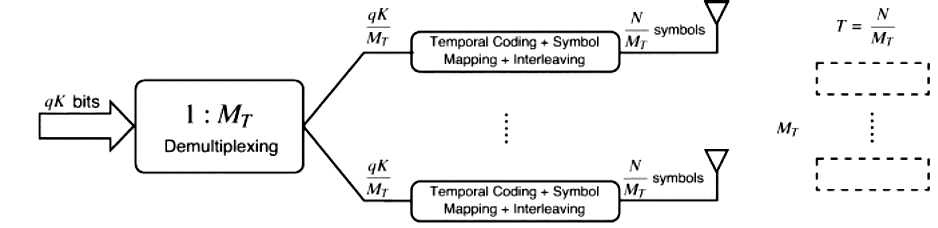 qK bits
1 : M_T
Demultiplexing
qK
M_T
Temporal Coding + Symbol
Mapping + Interleaving
N
M_T symbols
qK
M_T
Temporal Coding + Symbol
Mapping + Interleaving
N
M_T symbols
T = N
M_T
M_T